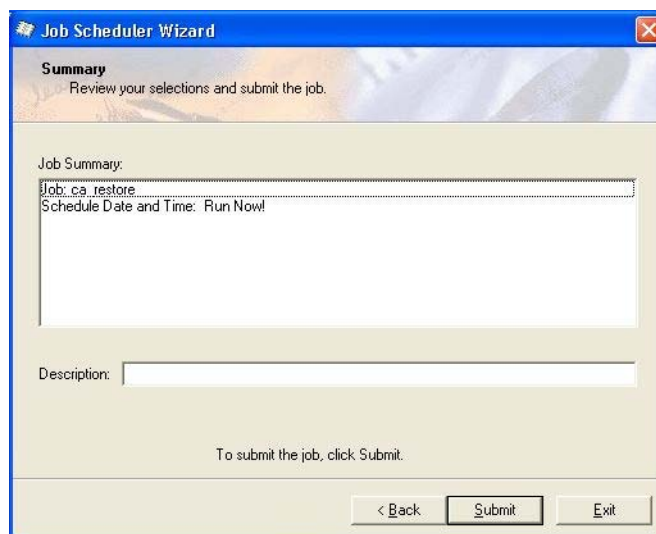 Job Scheduler Wizard
Summary
Review your selections and submit the job.
Job Summary:
Job: ca_restore
Schedule Date and Time: Run Now!
Description:
To submit the job, click Submit.
< Back
Submit
Exit